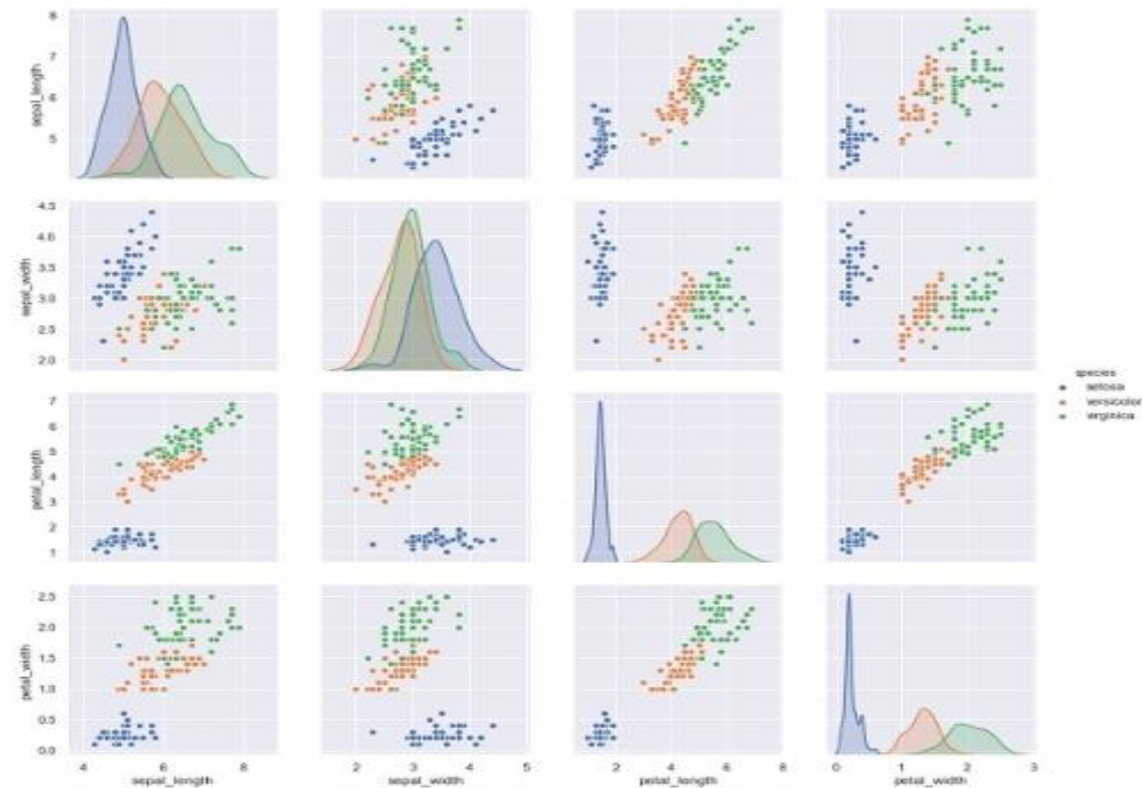 sepal_length
8
7
6
5
sepal_width
4.5
4.0
3.5
3.0
2.5
2.0
petal_length
7
6
5
4
3
2
1
petal_width
2.5
2.0
1.5
1.0
0.5
0.0
4 6 8
sepal_length
2 3 4 5
sepal_width
2 4 6 8
petal_length
0 1 2 3
petal_width
species
setosa
versicolor
virginica